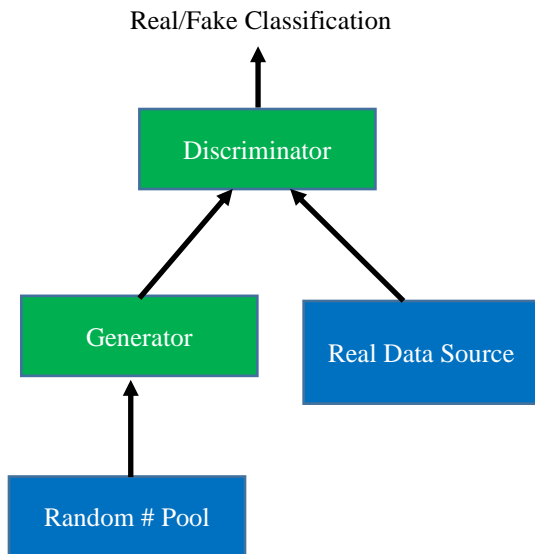 Real/Fake Classification
Discriminator
Generator
Real Data Source
Random # Pool